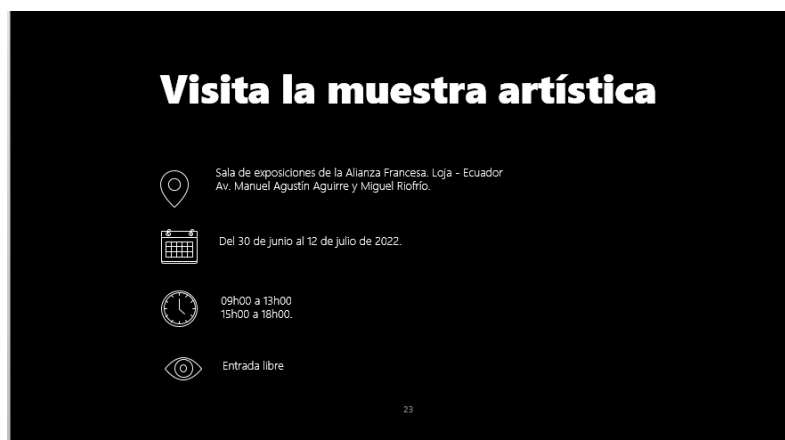 Visita la muestra artística
Sala de exposiciones de la Alianza Francesa. Loja - Ecuador
Av. Manuel Agustín Aguirre y Miguel Riofrío.
Del 30 de junio al 12 de julio de 2022.
09h00 a 13h00
15h00 a 18h00.
Entrada libre
23